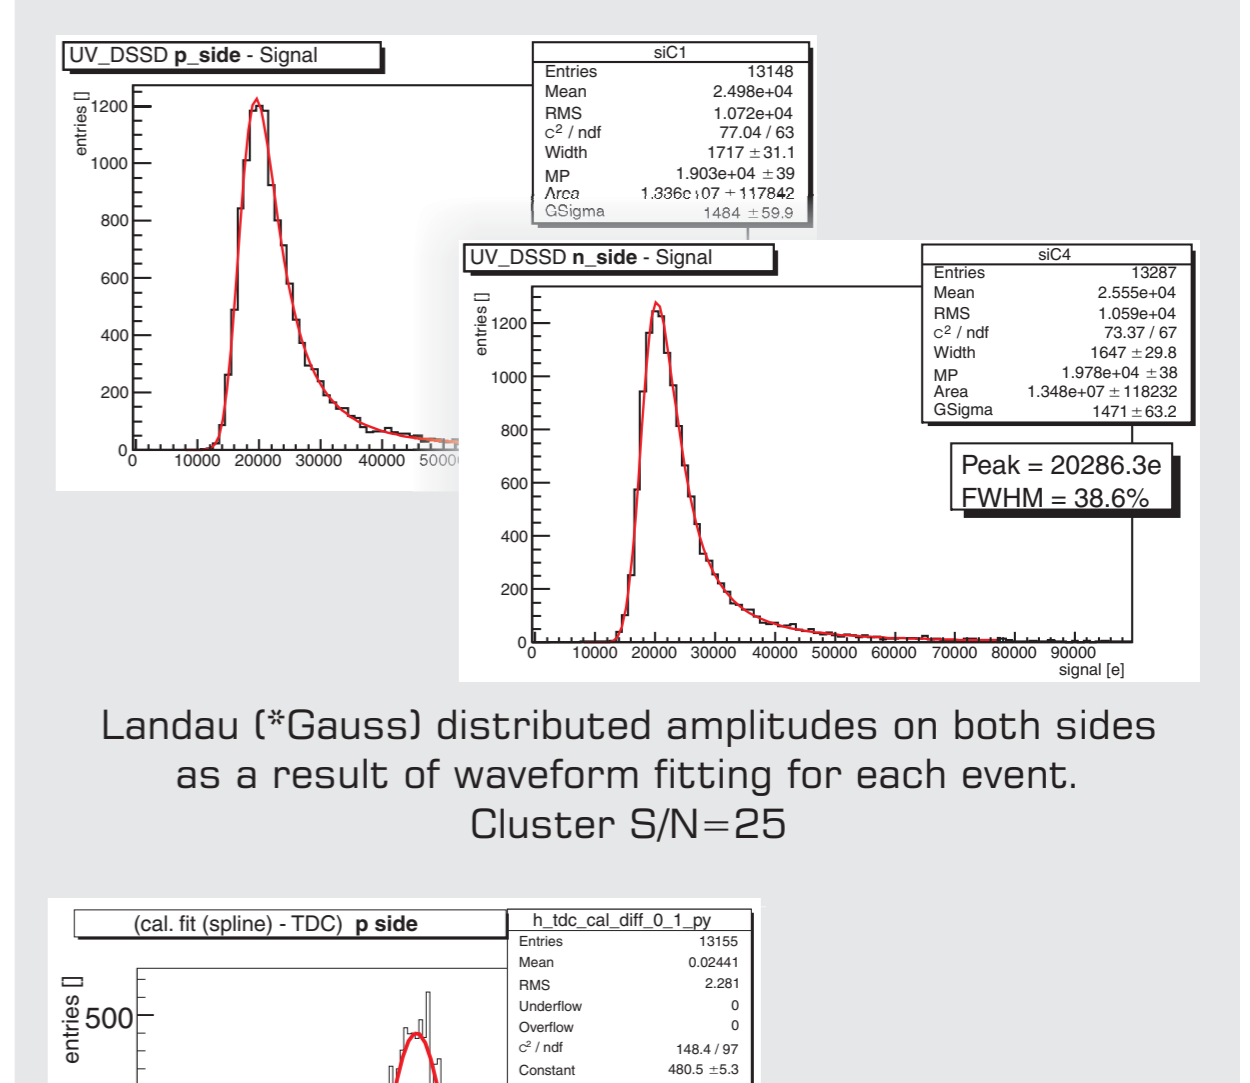 UV_DSSD p_side - Signal
siC1
Entries 13148
Mean 2.498e+04
RMS 1.072e+04
c² / ndf 77.04 / 63
Width 1717 ± 31.1
MP 1.903e+04 ± 39
Area 1.336e+07 ± 117842
GSigma 1484 ± 59.9
entries []
1200
1000
800
600
400
200
0
0 10000 20000 30000 40000 50000
UV_DSSD n_side - Signal
siC4
Entries 13287
Mean 2.555e+04
RMS 1.059e+04
c² / ndf 73.37 / 67
Width 1647 ± 29.8
MP 1.978e+04 ± 38
Area 1.348e+07 ± 118232
GSigma 1471 ± 63.2
Peak = 20286.3e
FWHM = 38.6%
entries []
1200
1000
800
600
400
200
0
0 10000 20000 30000 40000 50000 60000 70000 80000 90000
signal [e]
Landau (*Gauss) distributed amplitudes on both sides
as a result of waveform fitting for each event.
Cluster S/N=25
(cal. fit (spline) - TDC) p side
h_tdc_cal_diff_0_1_py
Entries 13155
Mean 0.02441
RMS 2.281
Underflow 0
Overflow 0
c² / ndf 148.4 / 97
Constant 480.5 ± 5.3
entries []
500